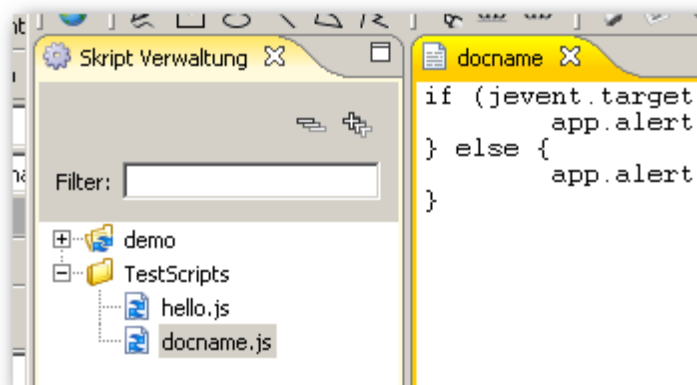 Skript Verwaltung
docname
if (jevent.target
app.alert
} else {
app.alert
}
Filter:
demo
TestScripts
hello.js
docname.js